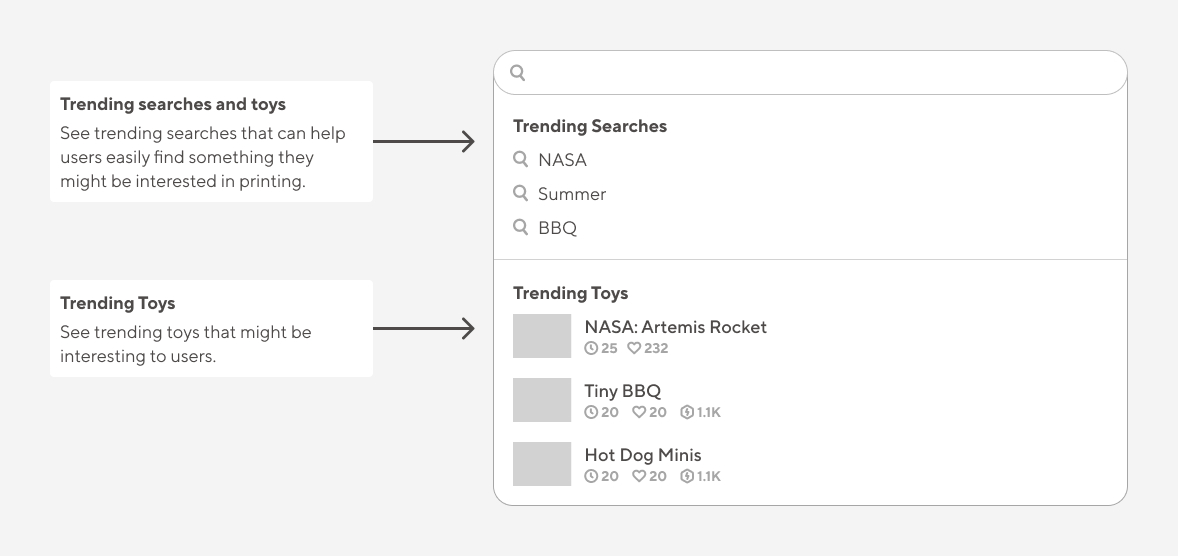 Trending searches and toys
See trending searches that can help
users easily find something they
might be interested in printing.
Trending Toys
See trending toys that might be
interesting to users.
Trending Searches
NASA
Summer
BBQ
Trending Toys
NASA: Artemis Rocket
25 232
Tiny BBQ
20 20 1.1K
Hot Dog Minis
20 20 1.1K